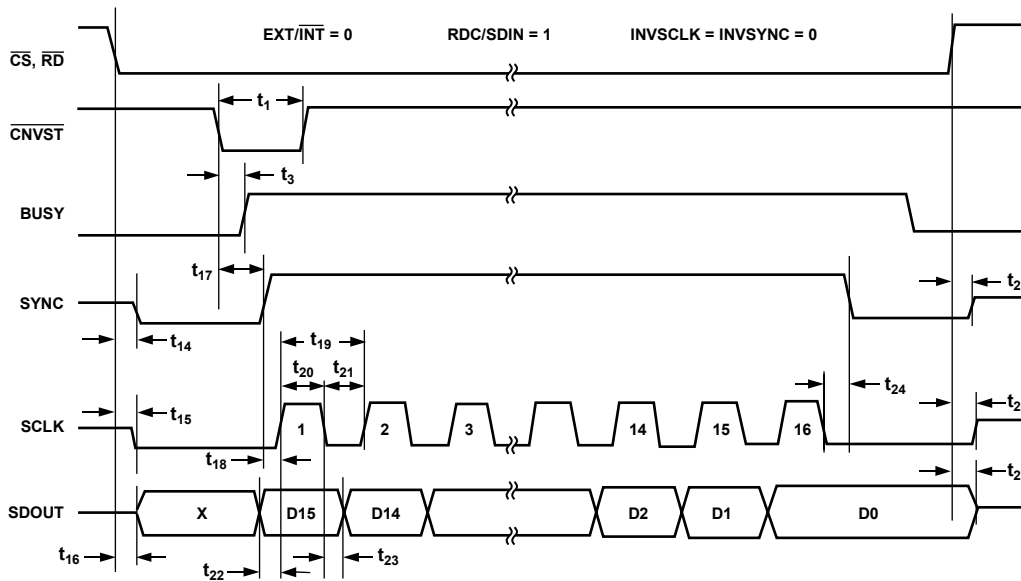 EXT/INT = 0 RDC/SDIN = 1 INVSCLK = INVSYNC = 0
CS, RD
t1
CNVST
t3
BUSY
t17
SYNC
t2
t14
t19
t20 t21
t24
t15
t2
SCLK
1 2 3 14 15 16
t18
t2
SDOUT
X D15 D14 D2 D1 D0
t16
t22
t23